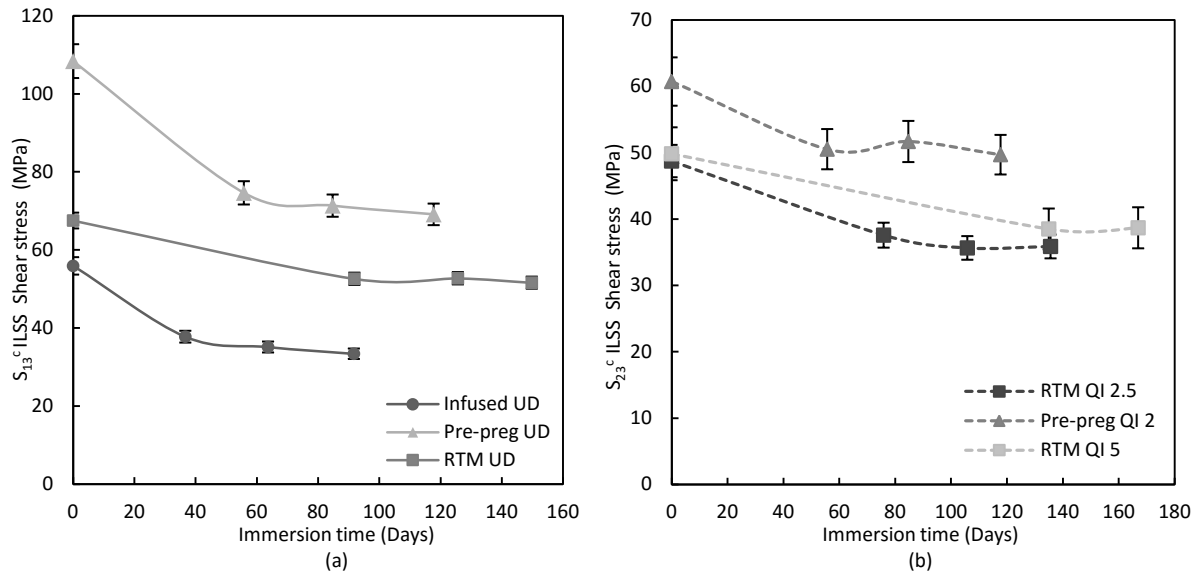 120
100
80
60
40
20
0
S13c ILSS Shear stress (MPa)
Infused UD
Pre-preg UD
RTM UD
0 20 40 60 80 100 120 140 160
Immersion time (Days)
(a)
70
60
50
40
30
20
10
0
S23c ILSS Shear stress (MPa)
RTM QI 2.5
Pre-preg QI 2
RTM QI 5
0 20 40 60 80 100 120 140 160 180
Immersion time (Days)
(b)